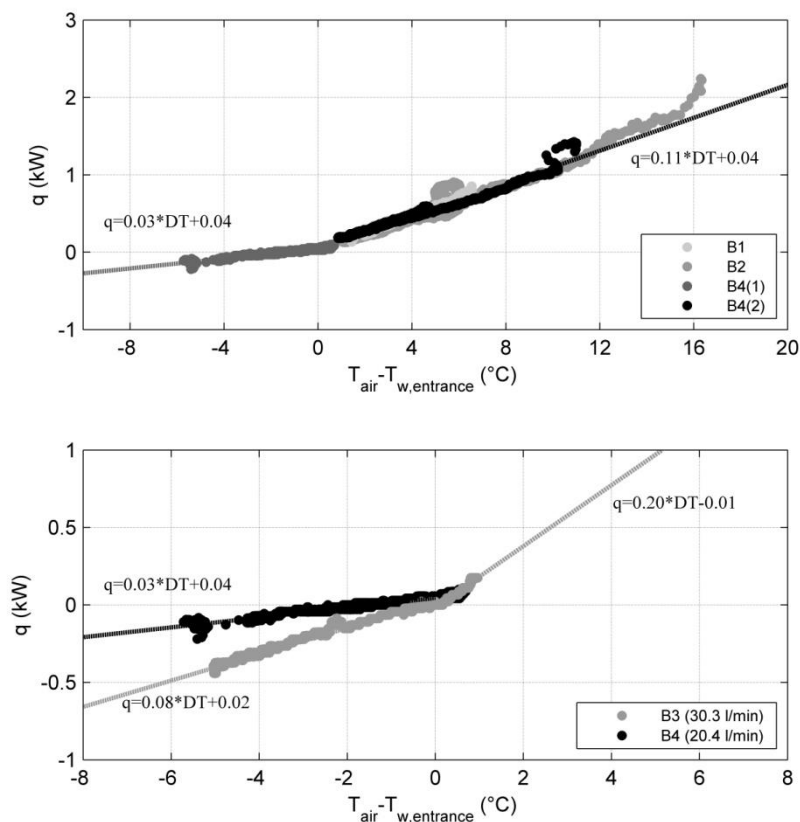 3
2
q=0.11*DT+0.04
q (kW)
1
q=0.03*DT+0.04
0
B1
B2
B4(1)
B4(2)
-1
-8 -4 0 4 8 12 16 20
T_air-T_w,entrance (°C)
1
q=0.20*DT-0.01
0.5
q=0.03*DT+0.04
q (kW)
0
-0.5
q=0.08*DT+0.02
B3 (30.3 l/min)
B4 (20.4 l/min)
-1
-8 -6 -4 -2 0 2 4 6 8
T_air-T_w,entrance (°C)